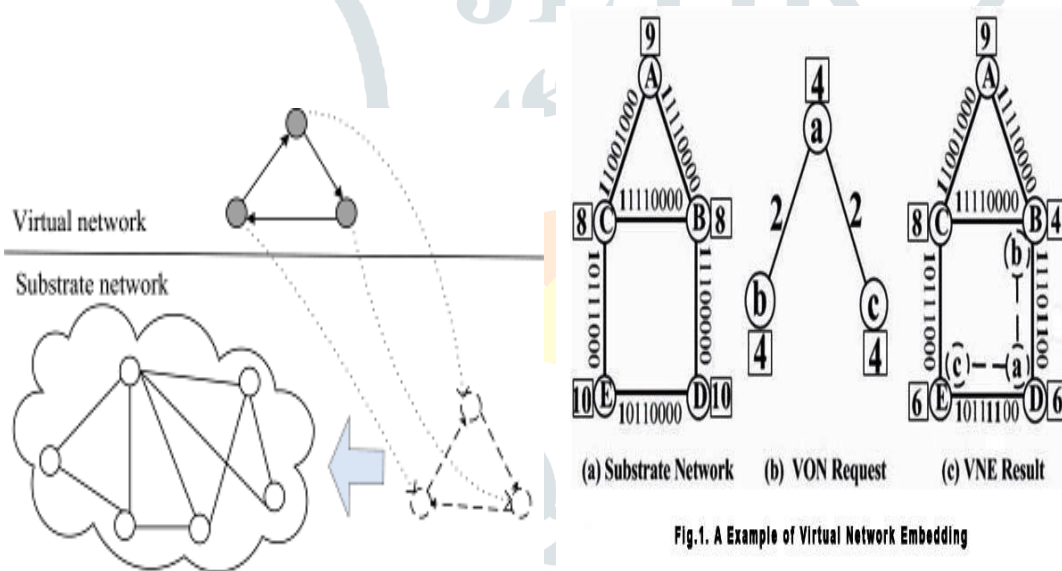 Virtual network
Substrate network
9
A
11001000
11110000
11110000
8
C
B
8
10111000
11100000
10
E
D
10
10110000
(a) Substrate Network
4
a
2
2
b
c
4
4
(b) VON Request
9
A
11001000
11110000
11110000
8
C
B
4
b
10111000
11101100
c
a
6
E
D
6
10111100
(c) VNE Result
Fig.1. A Example of Virtual Network Embedding